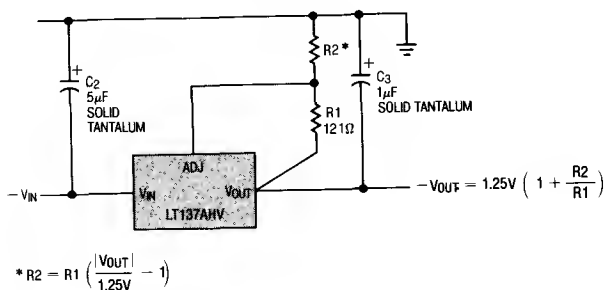 R2*
+
C2
5μF
SOLID
TANTALUM
+
C3
1μF
SOLID
TANTALUM
R1
121Ω
ADJ
−VIN
VIN
VOUT
LT137AHV
−VOUT = 1.25V ( 1 + R2/R1 )
* R2 = R1 ( |VOUT|/1.25V − 1 )